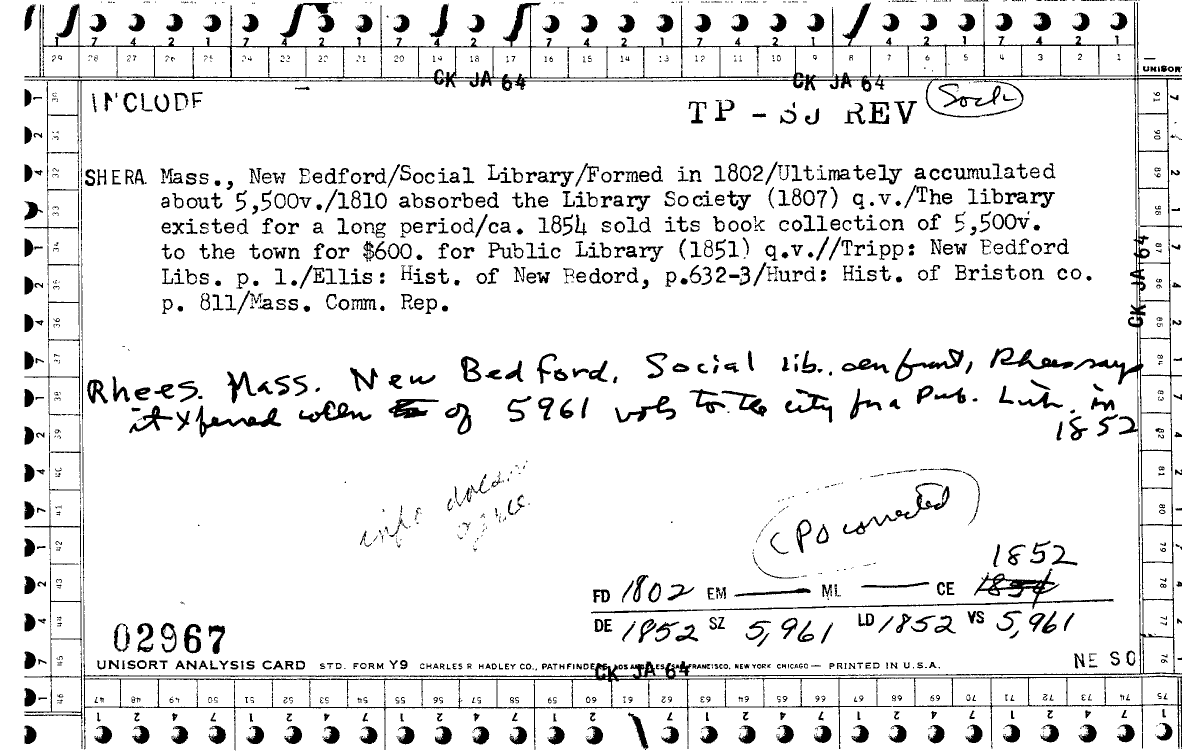 CK JA 64 CK JA 64
UNISORT
INCLUDE
TP - SJ REV Socl
SHERA Mass., New Bedford/Social Library/Formed in 1802/Ultimately accumulated
about 5,500v./1810 absorbed the Library Society (1807) q.v./The library
existed for a long period/ca. 1854 sold its book collection of 5,500v.
to the town for $600. for Public Library (1851) q.v.//Tripp: New Bedford
Libs. p. 1./Ellis: Hist. of New Bedord, p.632-3/Hurd: Hist. of Briston co.
p. 811/Mass. Comm. Rep.
CK JA 64
Rhees. Mass. New Bedford. Social lib., Rhees says
it xferred collen of 5961 vols to the city for a Pub. Lib. in
1852
info doesn
agree
CPO corrected
1852
FD 1802 EM — ML — CE 1854
DE 1852 SZ 5,961 LD 1852 VS 5,961
02967
UNISORT ANALYSIS CARD STD. FORM Y9 CHARLES R HADLEY CO., PATHFINDERS, LOS ANGELES, SAN FRANCISCO, NEW YORK CHICAGO — PRINTED IN U.S.A.
CK JA 64
NE SO